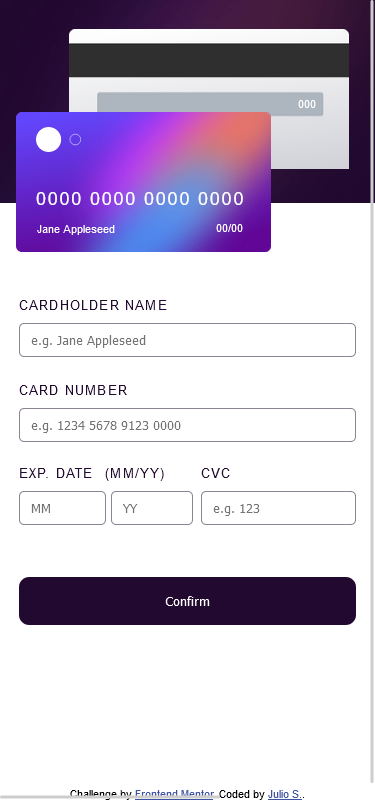 000
0000 0000 0000 0000
Jane Appleseed 00/00
CARDHOLDER NAME
e.g. Jane Appleseed
CARD NUMBER
e.g. 1234 5678 9123 0000
EXP. DATE (MM/YY) CVC
MM YY e.g. 123
Confirm
Challenge by Frontend Mentor. Coded by Julio S..